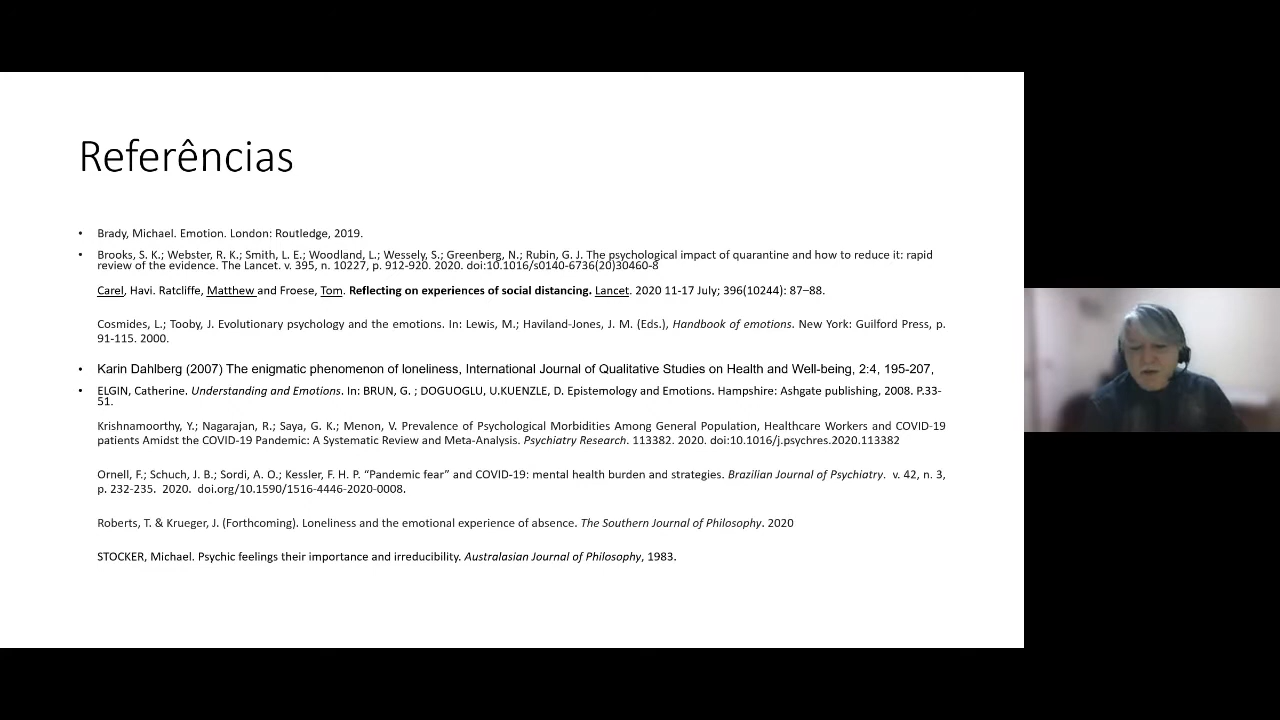 Referências
• Brady, Michael. Emotion. London: Routledge, 2019.
• Brooks, S. K.; Webster, R. K.; Smith, L. E.; Woodland, L.; Wessely, S.; Greenberg, N.; Rubin, G. J. The psychological impact of quarantine and how to reduce it: rapid
review of the evidence. The Lancet. v. 395, n. 10227, p. 912-920. 2020. doi:10.1016/s0140-6736(20)30460-8
Carel, Havi. Ratcliffe, Matthew and Froese, Tom. Reflecting on experiences of social distancing. Lancet. 2020 11-17 July; 396(10244): 87–88.
Cosmides, L.; Tooby, J. Evolutionary psychology and the emotions. In: Lewis, M.; Haviland-Jones, J. M. (Eds.), Handbook of emotions. New York: Guilford Press, p.
91-115. 2000.
• Karin Dahlberg (2007) The enigmatic phenomenon of loneliness, International Journal of Qualitative Studies on Health and Well-being, 2:4, 195-207,
• ELGIN, Catherine. Understanding and Emotions. In: BRUN, G. ; DOGUOGLU, U.KUENZLE, D. Epistemology and Emotions. Hampshire: Ashgate publishing, 2008. P.33-
51.
Krishnamoorthy, Y.; Nagarajan, R.; Saya, G. K.; Menon, V. Prevalence of Psychological Morbidities Among General Population, Healthcare Workers and COVID-19
patients Amidst the COVID-19 Pandemic: A Systematic Review and Meta-Analysis. Psychiatry Research. 113382. 2020. doi:10.1016/j.psychres.2020.113382
Ornell, F.; Schuch, J. B.; Sordi, A. O.; Kessler, F. H. P. “Pandemic fear” and COVID-19: mental health burden and strategies. Brazilian Journal of Psychiatry. v. 42, n. 3,
p. 232-235. 2020. doi.org/10.1590/1516-4446-2020-0008.
Roberts, T. & Krueger, J. (Forthcoming). Loneliness and the emotional experience of absence. The Southern Journal of Philosophy. 2020
STOCKER, Michael. Psychic feelings their importance and irreducibility. Australasian Journal of Philosophy, 1983.